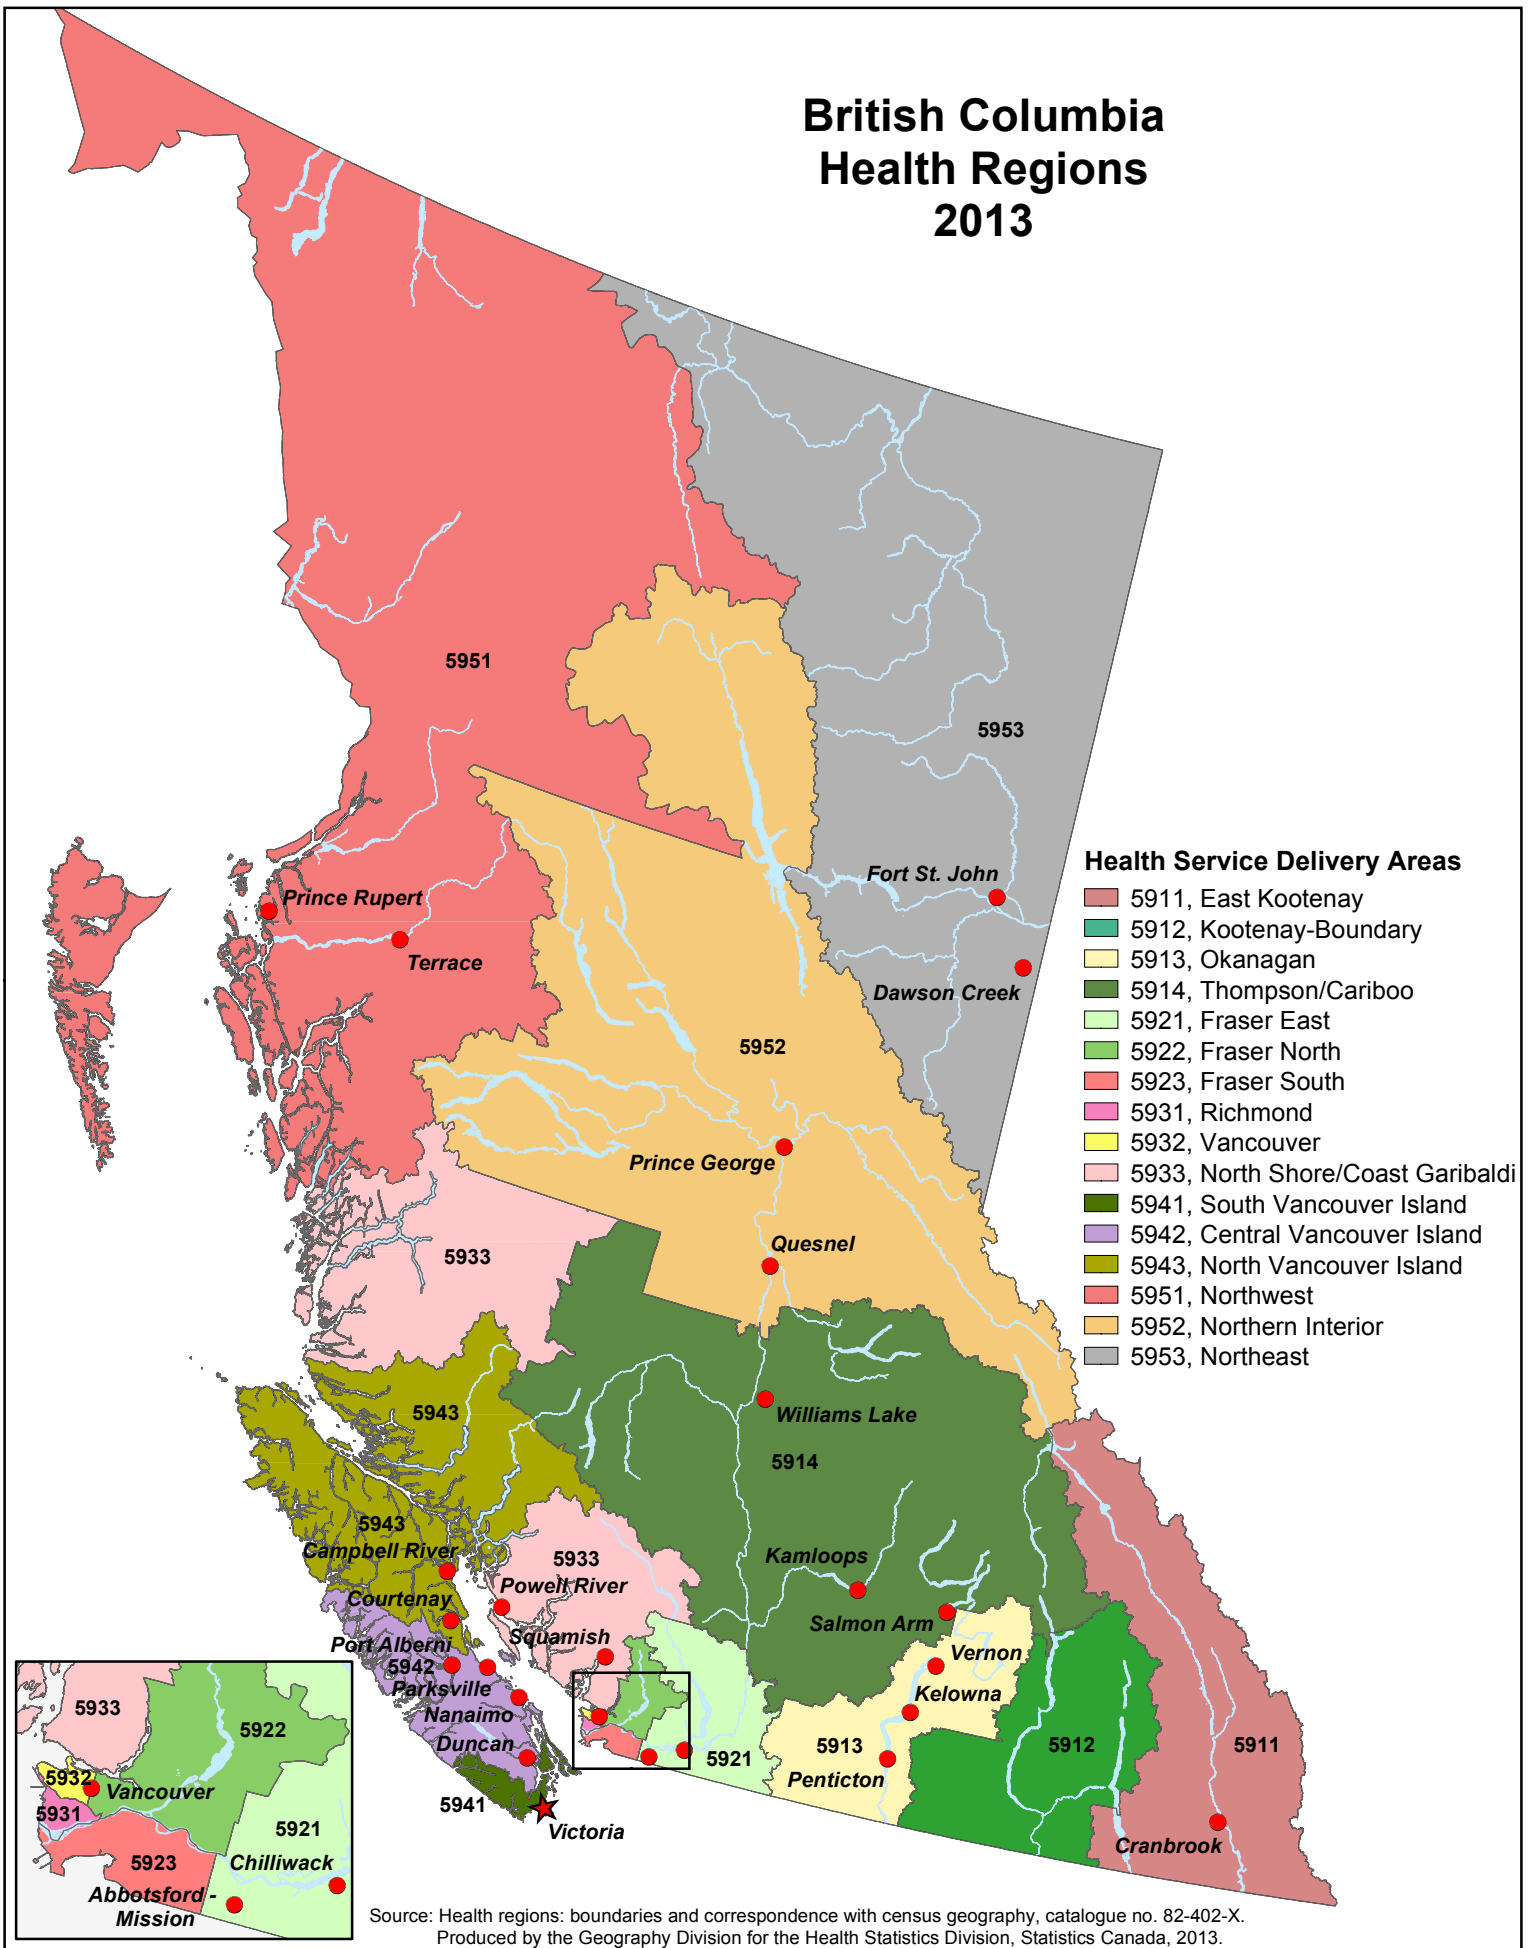 British Columbia
Health Regions
2013
5951
5953
Fort St. John
Prince Rupert
Terrace
Dawson Creek
5952
Prince George
Quesnel
5933
Health Service Delivery Areas
5911, East Kootenay
5912, Kootenay-Boundary
5913, Okanagan
5914, Thompson/Cariboo
5921, Fraser East
5922, Fraser North
5923, Fraser South
5931, Richmond
5932, Vancouver
5933, North Shore/Coast Garibaldi
5941, South Vancouver Island
5942, Central Vancouver Island
5943, North Vancouver Island
5951, Northwest
5952, Northern Interior
5953, Northeast
5943
Williams Lake
5914
5943
Campbell River
5933
Powell River
Kamloops
Courtenay
Salmon Arm
Port Alberni
Squamish
Vernon
5942
Parksville
Kelowna
Nanaimo
Duncan
5921
5913
5912
5911
Penticton
5941
Victoria
Cranbrook
5933
5922
5932
Vancouver
5931
5921
5923
Chilliwack
Abbotsford -
Mission
Source: Health regions: boundaries and correspondence with census geography, catalogue no. 82-402-X.
Produced by the Geography Division for the Health Statistics Division, Statistics Canada, 2013.